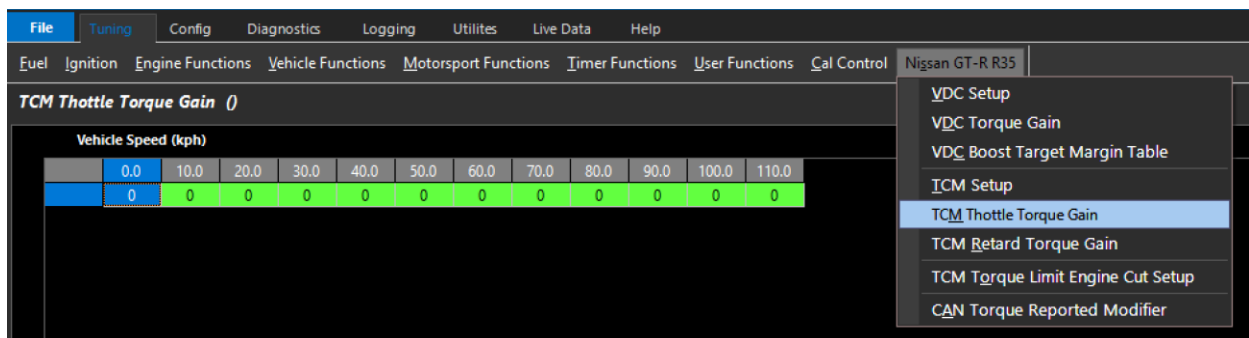 File Tuning Config Diagnostics Logging Utilites Live Data Help
Fuel Ignition Engine Functions Vehicle Functions Motorsport Functions Timer Functions User Functions Cal Control Nissan GT-R R35
TCM Thottle Torque Gain ()
Vehicle Speed (kph)
0.0 10.0 20.0 30.0 40.0 50.0 60.0 70.0 80.0 90.0 100.0 110.0
0 0 0 0 0 0 0 0 0 0 0 0
VDC Setup
VDC Torque Gain
VDC Boost Target Margin Table
TCM Setup
TCM Thottle Torque Gain
TCM Retard Torque Gain
TCM Torque Limit Engine Cut Setup
CAN Torque Reported Modifier